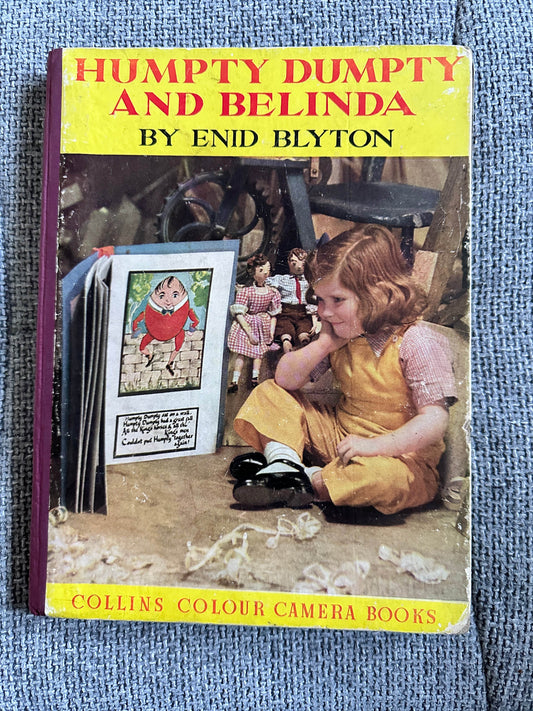 HUMPTY DUMPTY
AND BELINDA
BY ENID BLYTON
Humpty Dumpty sat on a wall.
Humpty Dumpty had a great fall
All the King's horses & all the
King's men
Couldn't put Humpty together
again!
COLLINS COLOUR CAMERA BOOKS